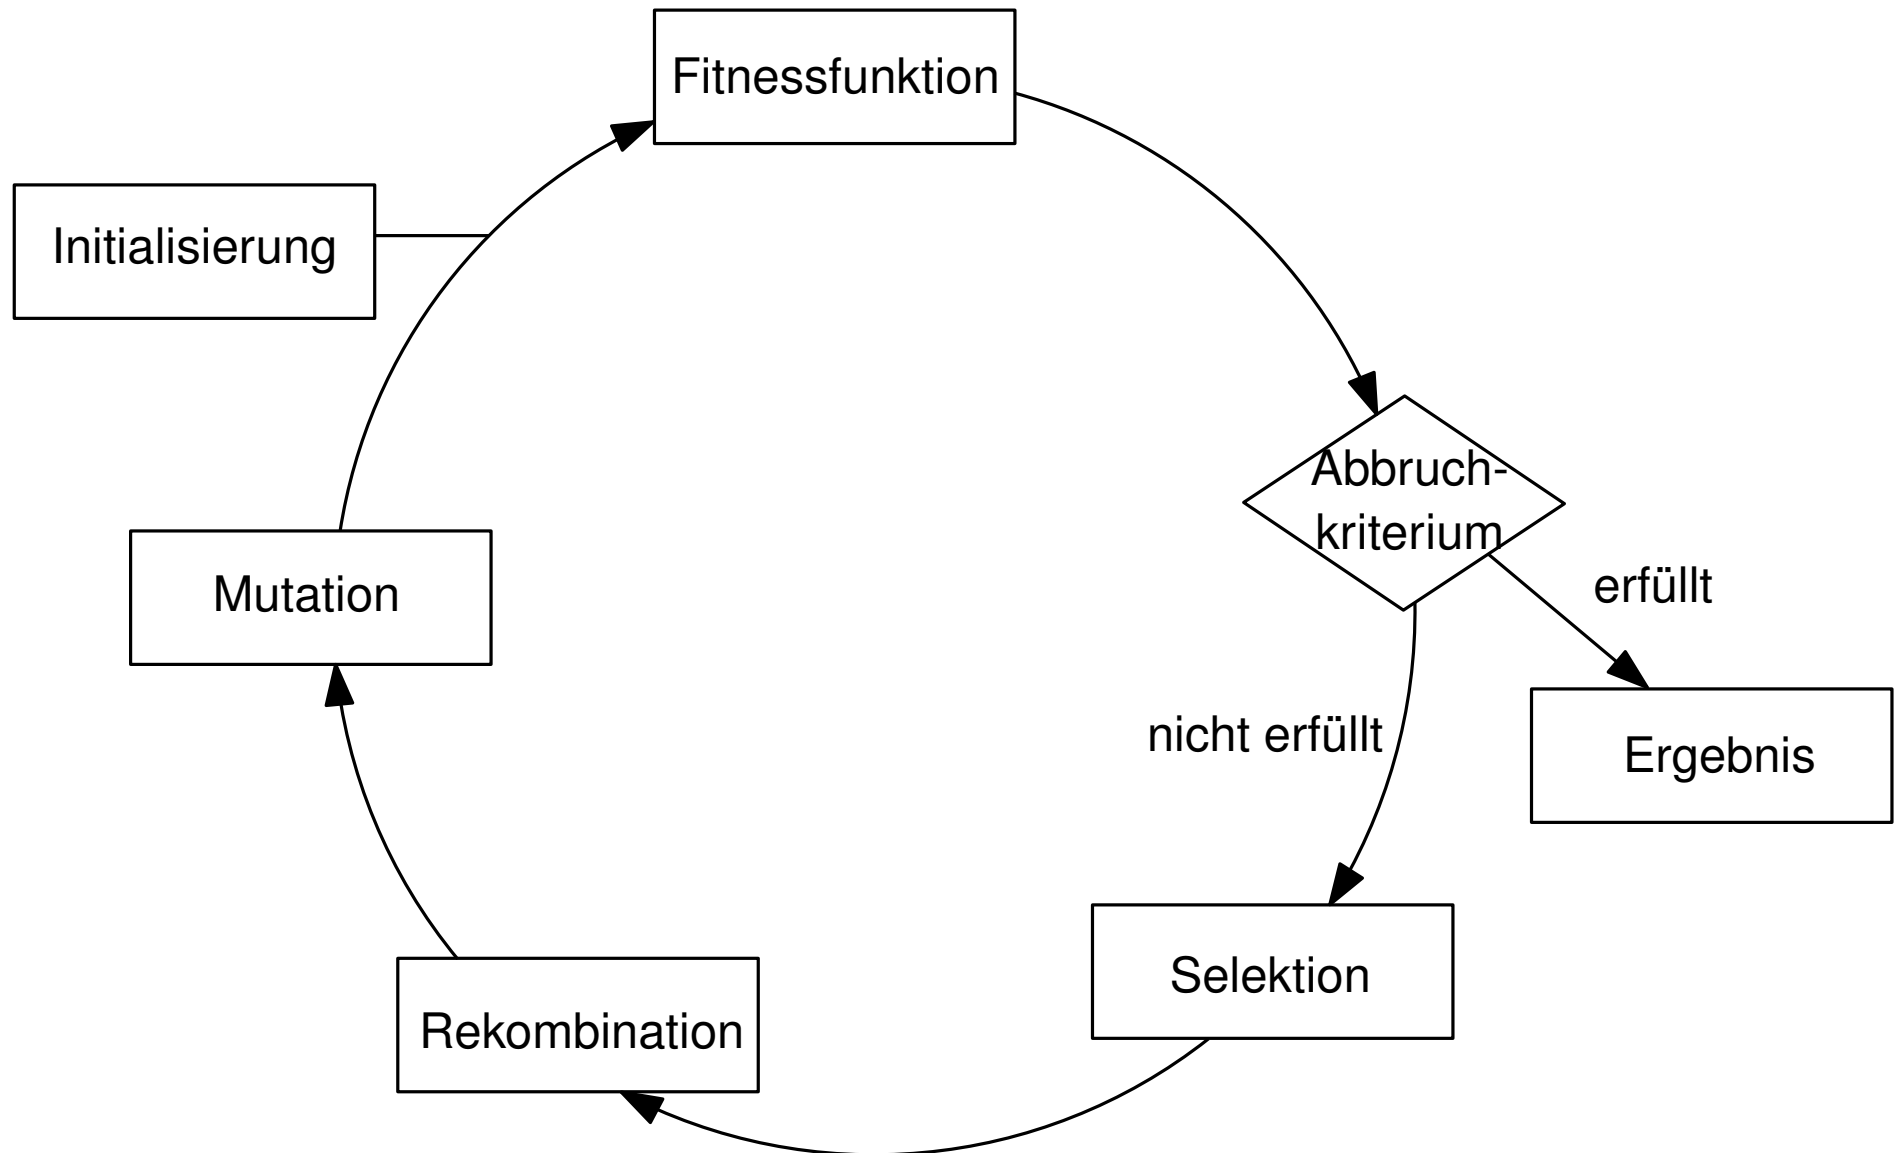 Fitnessfunktion
Initialisierung
Abbruch-
kriterium
erfüllt
Mutation
nicht erfüllt
Ergebnis
Selektion
Rekombination